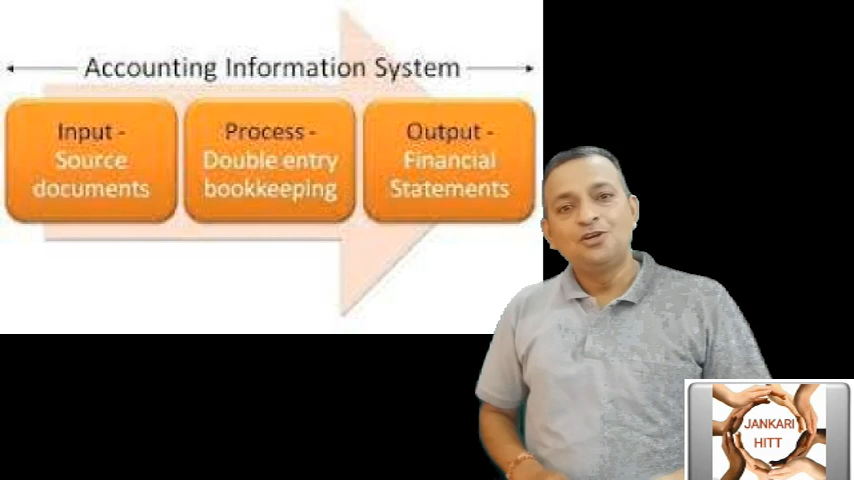 Accounting Information System
Input -
Source
documents
Process -
Double entry
bookkeeping
Output -
Financial
Statements
JANKARI
HITT